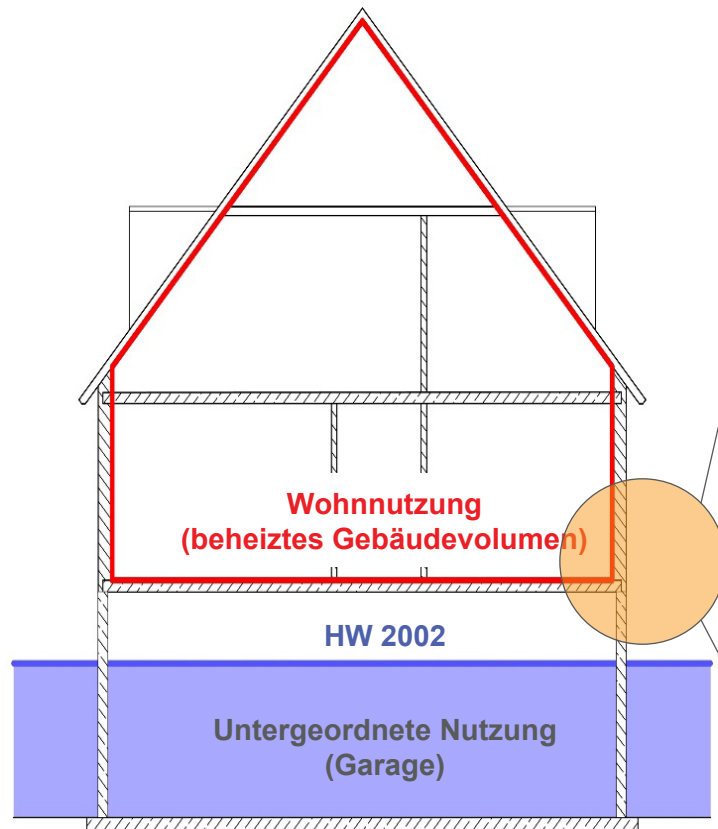 Wohnnutzung
(beheiztes Gebäudevolumen)
HW 2002
Untergeordnete Nutzung
(Garage)